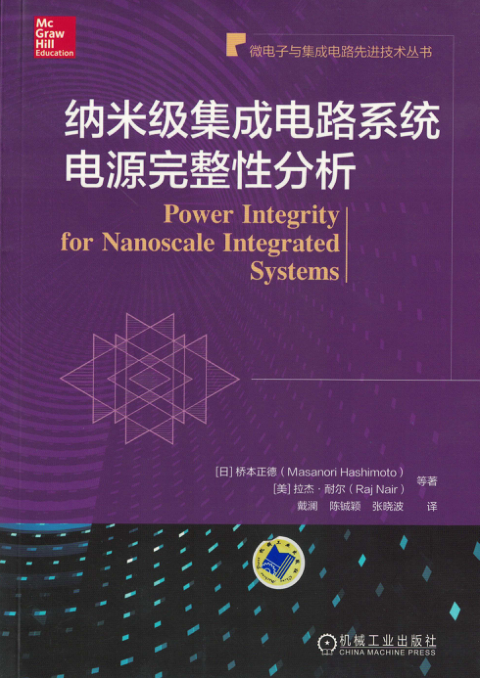 Mc
Graw
Hill
Education
微电子与集成电路先进技术丛书
纳米级集成电路系统
电源完整性分析
Power Integrity
for Nanoscale Integrated
Systems
[日] 桥本正德（Masanori Hashimoto）
[美] 拉杰·耐尔（Raj Nair）
等著
戴澜 陈铖颖 张晓波 译
机械工业出版社
CHINA MACHINE PRESS